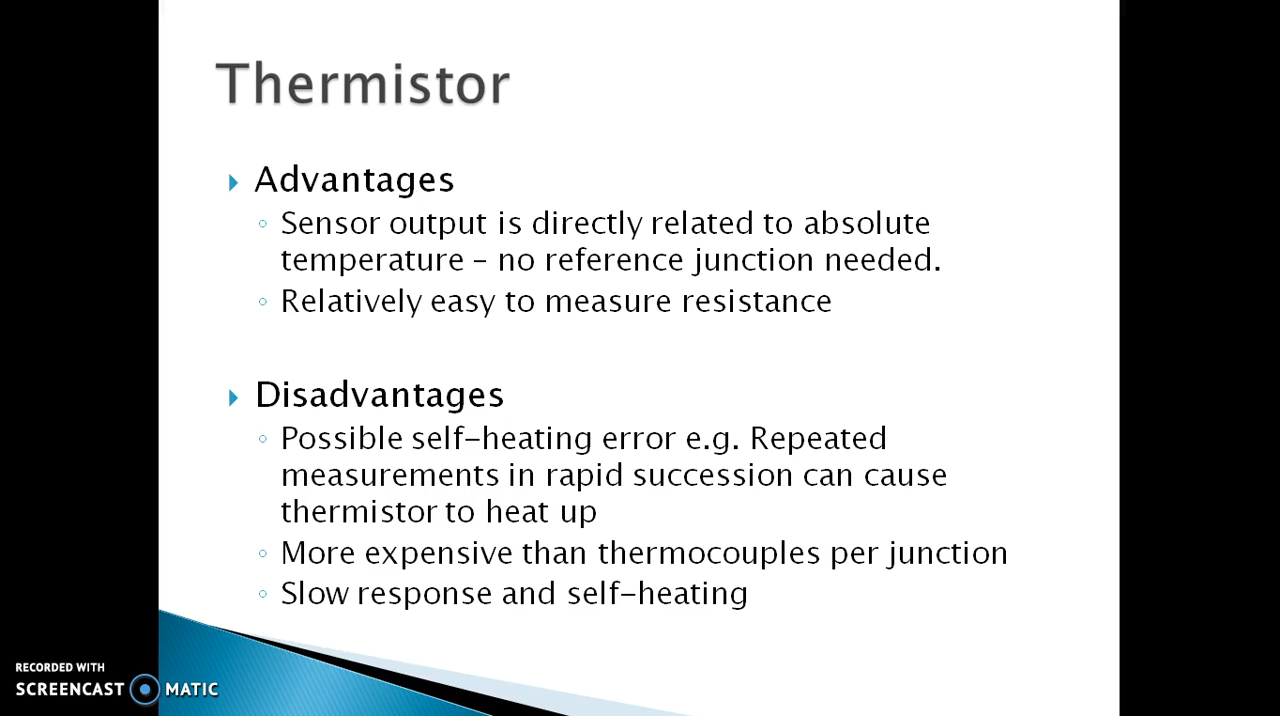 Thermistor
Advantages
Sensor output is directly related to absolute
temperature – no reference junction needed.
Relatively easy to measure resistance
Disadvantages
Possible self-heating error e.g. Repeated
measurements in rapid succession can cause
thermistor to heat up
More expensive than thermocouples per junction
Slow response and self-heating
RECORDED WITH
SCREENCAST MATIC